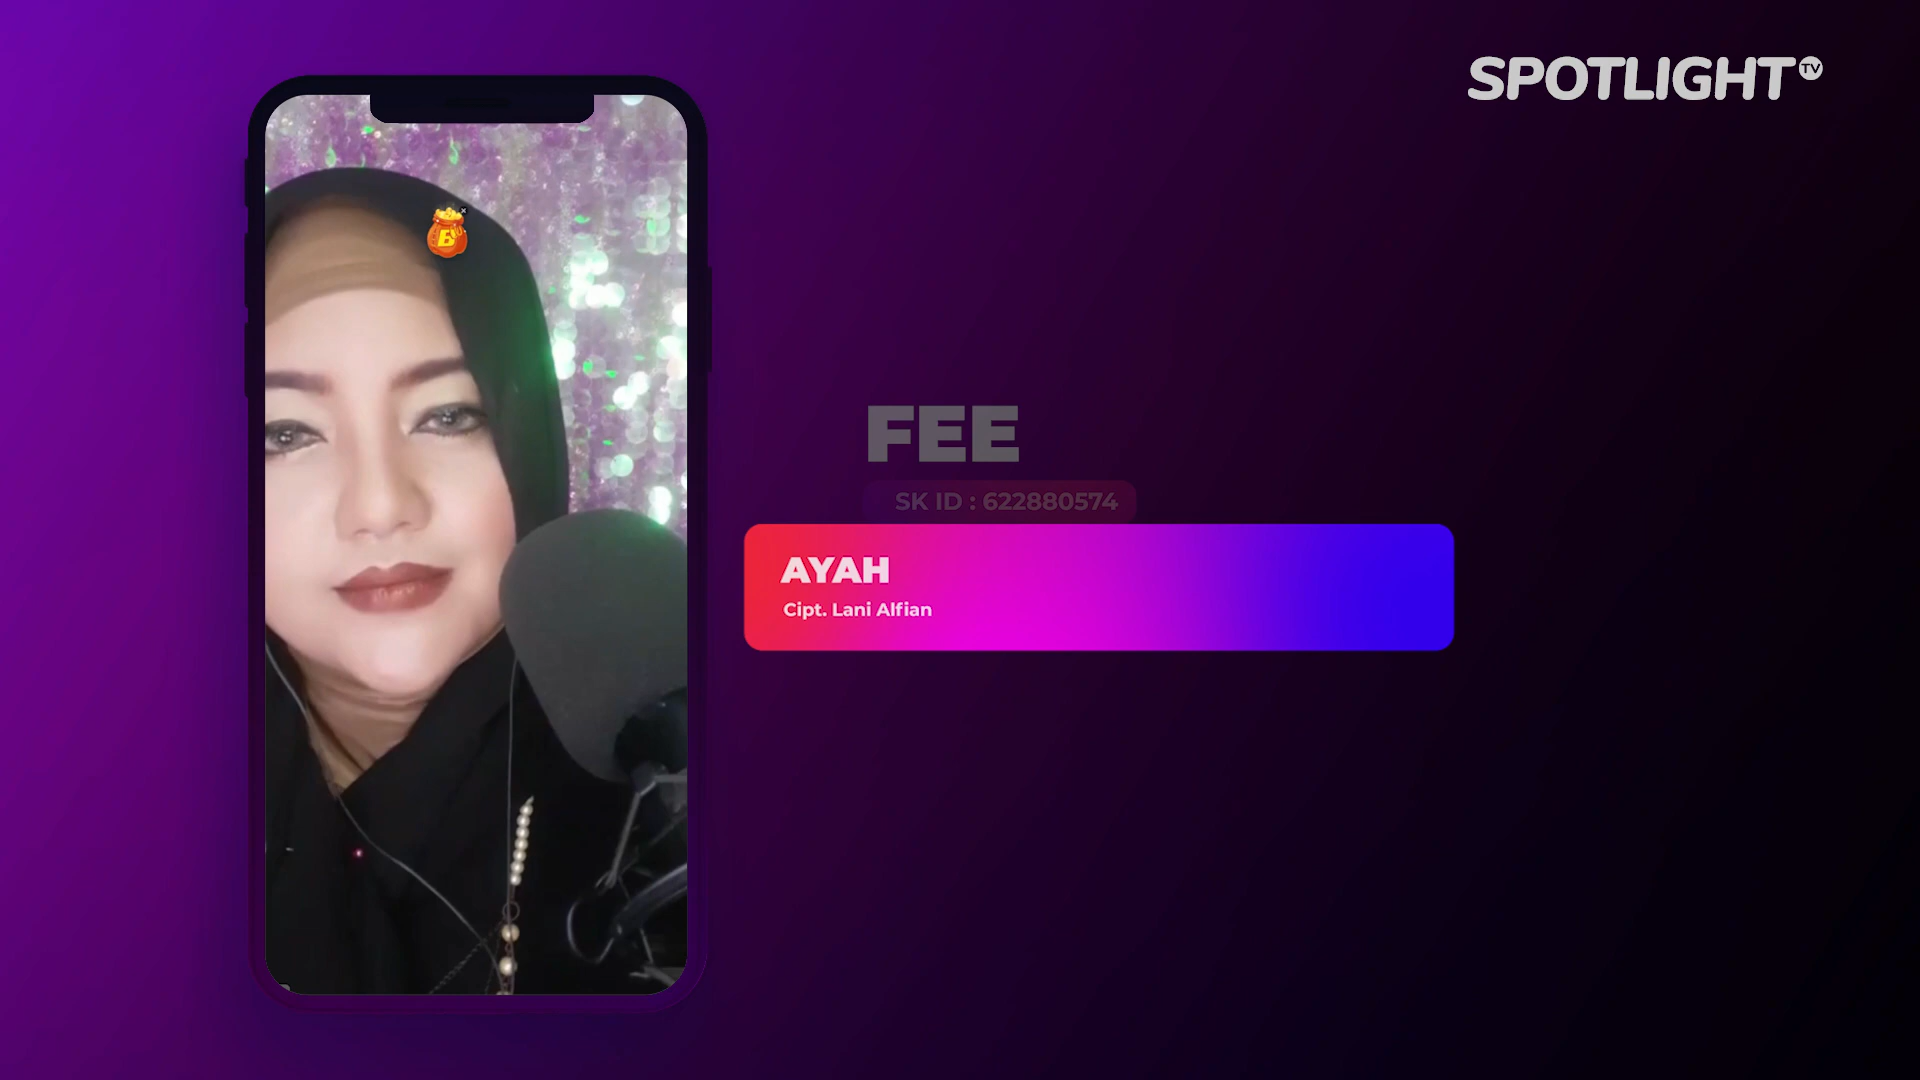 SPOTLIGHT TV
FEE
SK ID : 622880574
AYAH
Cipt. Lani Alfian